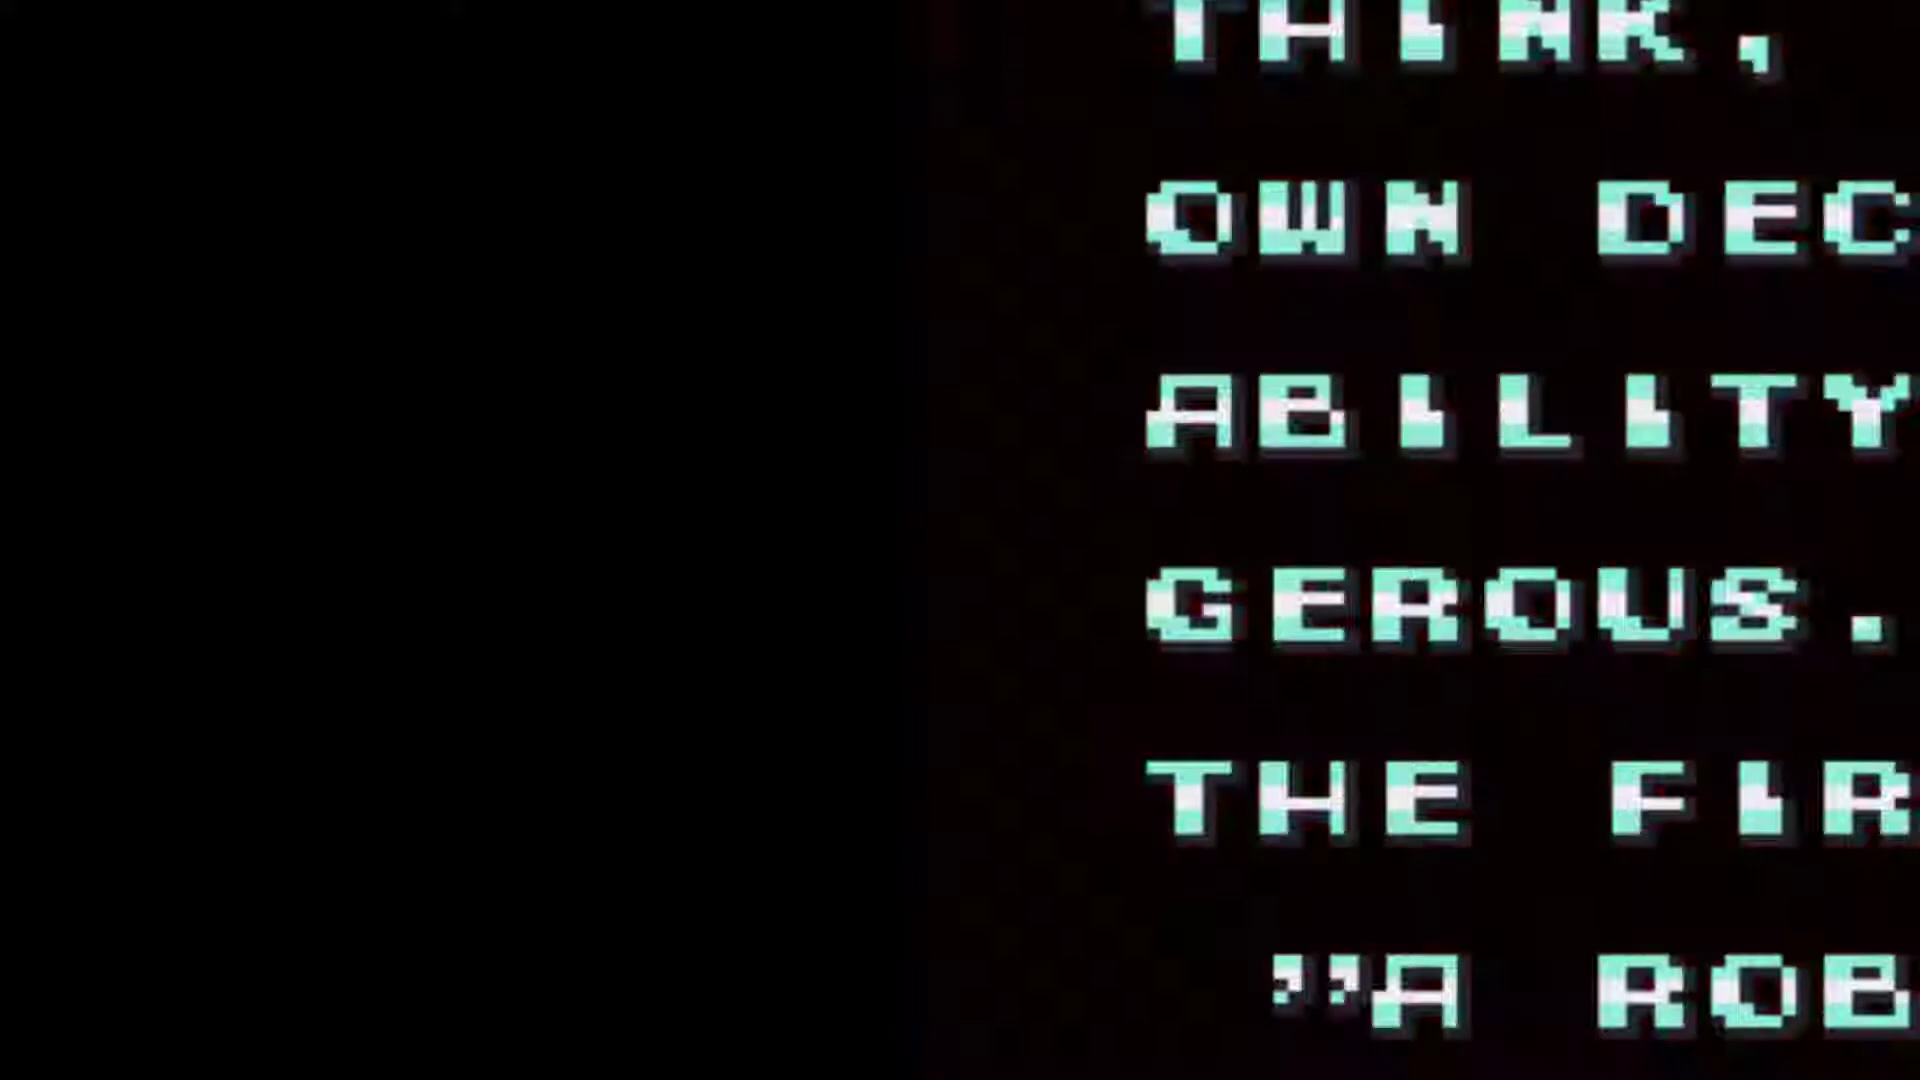 THINK,
OWN DEC
ABILITY
GEROUS.
THE FIR
”A ROB